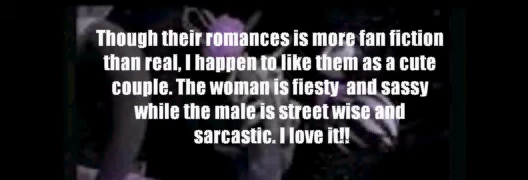 Though their romances is more fan fiction
than real, I happen to like them as a cute
couple. The woman is fiesty and sassy
while the male is street wise and
sarcastic. I love it!!